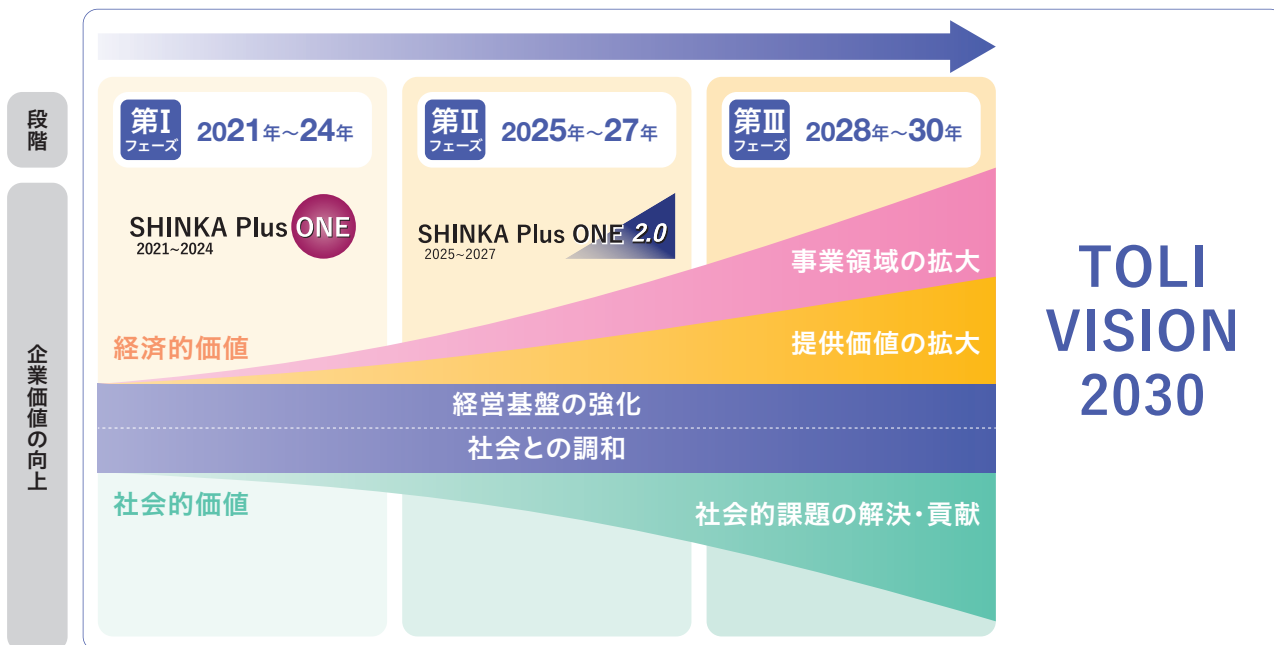 段階
第Ⅰ
フェーズ
2021年～24年
第Ⅱ
フェーズ
2025年～27年
第Ⅲ
フェーズ
2028年～30年
企業価値の向上
SHINKA Plus ONE
2021~2024
SHINKA Plus ONE 2.0
2025~2027
事業領域の拡大
経済的価値
提供価値の拡大
経営基盤の強化
社会との調和
社会的価値
社会的課題の解決・貢献
TOLI
VISION
2030